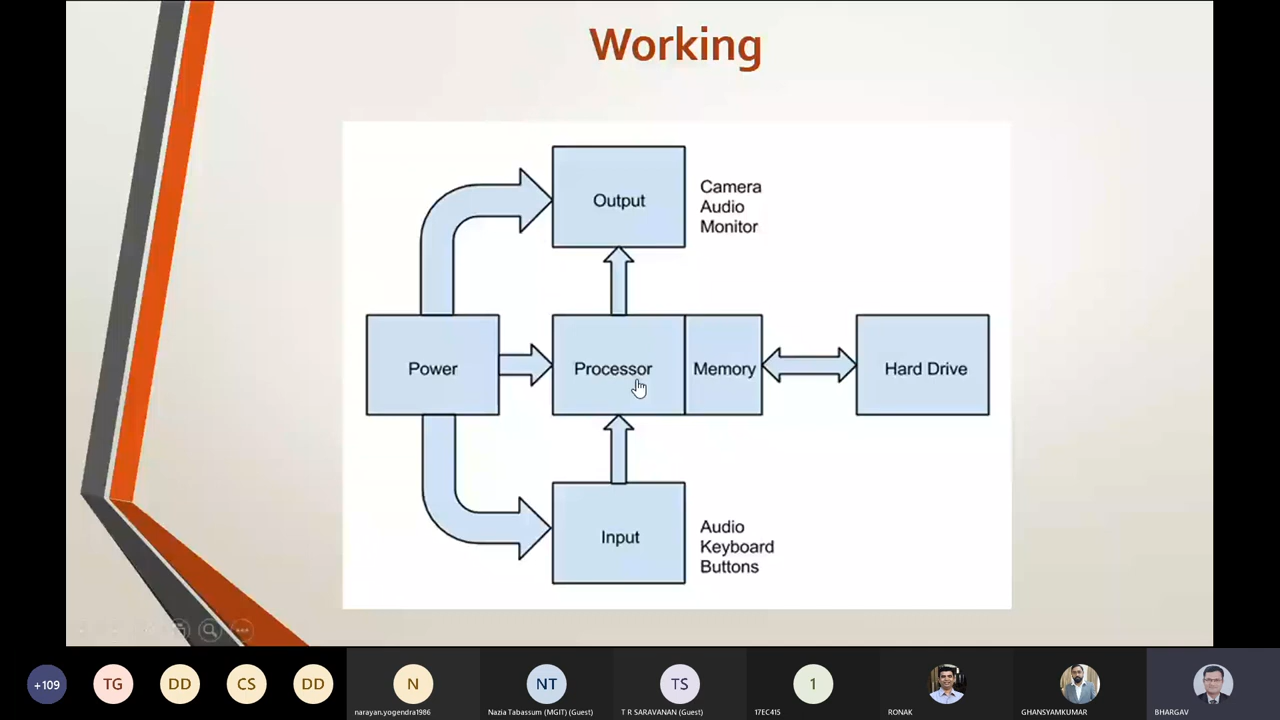 Working
Output
Camera
Audio
Monitor
Power
Processor
Memory
Hard Drive
Input
Audio
Keyboard
Buttons
+109
TG
DD
CS
DD
N
NT
TS
1
narayan.yogendra1986
Nazia Tabassum (MGIT) (Guest)
T R SARAVANAN (Guest)
17EC415
RONAK
GHANSYAMKUMAR
BHARGAV